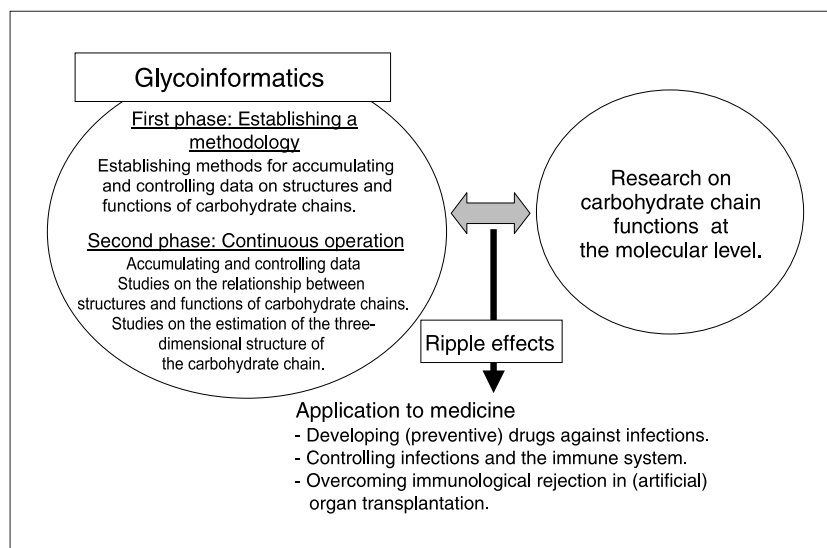 Glycoinformatics
First phase: Establishing a
methodology
Establishing methods for accumulating
and controlling data on structures and
functions of carbohydrate chains.
Second phase: Continuous operation
Accumulating and controlling data
Studies on the relationship between
structures and functions of carbohydrate chains.
Studies on the estimation of the three-
dimensional structure of
the carbohydrate chain.
Research on
carbohydrate chain
functions at
the molecular level.
Ripple effects
Application to medicine
- Developing (preventive) drugs against infections.
- Controlling infections and the immune system.
- Overcoming immunological rejection in (artificial)
organ transplantation.